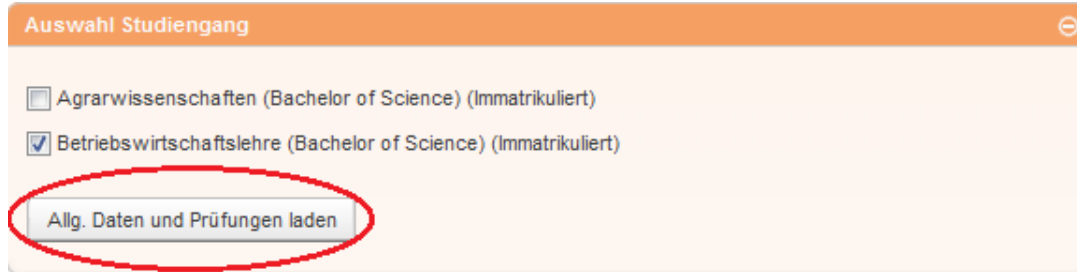 Auswahl Studiengang
Agrarwissenschaften (Bachelor of Science) (Immatrikuliert)
Betriebswirtschaftslehre (Bachelor of Science) (Immatrikuliert)
Allg. Daten und Prüfungen laden